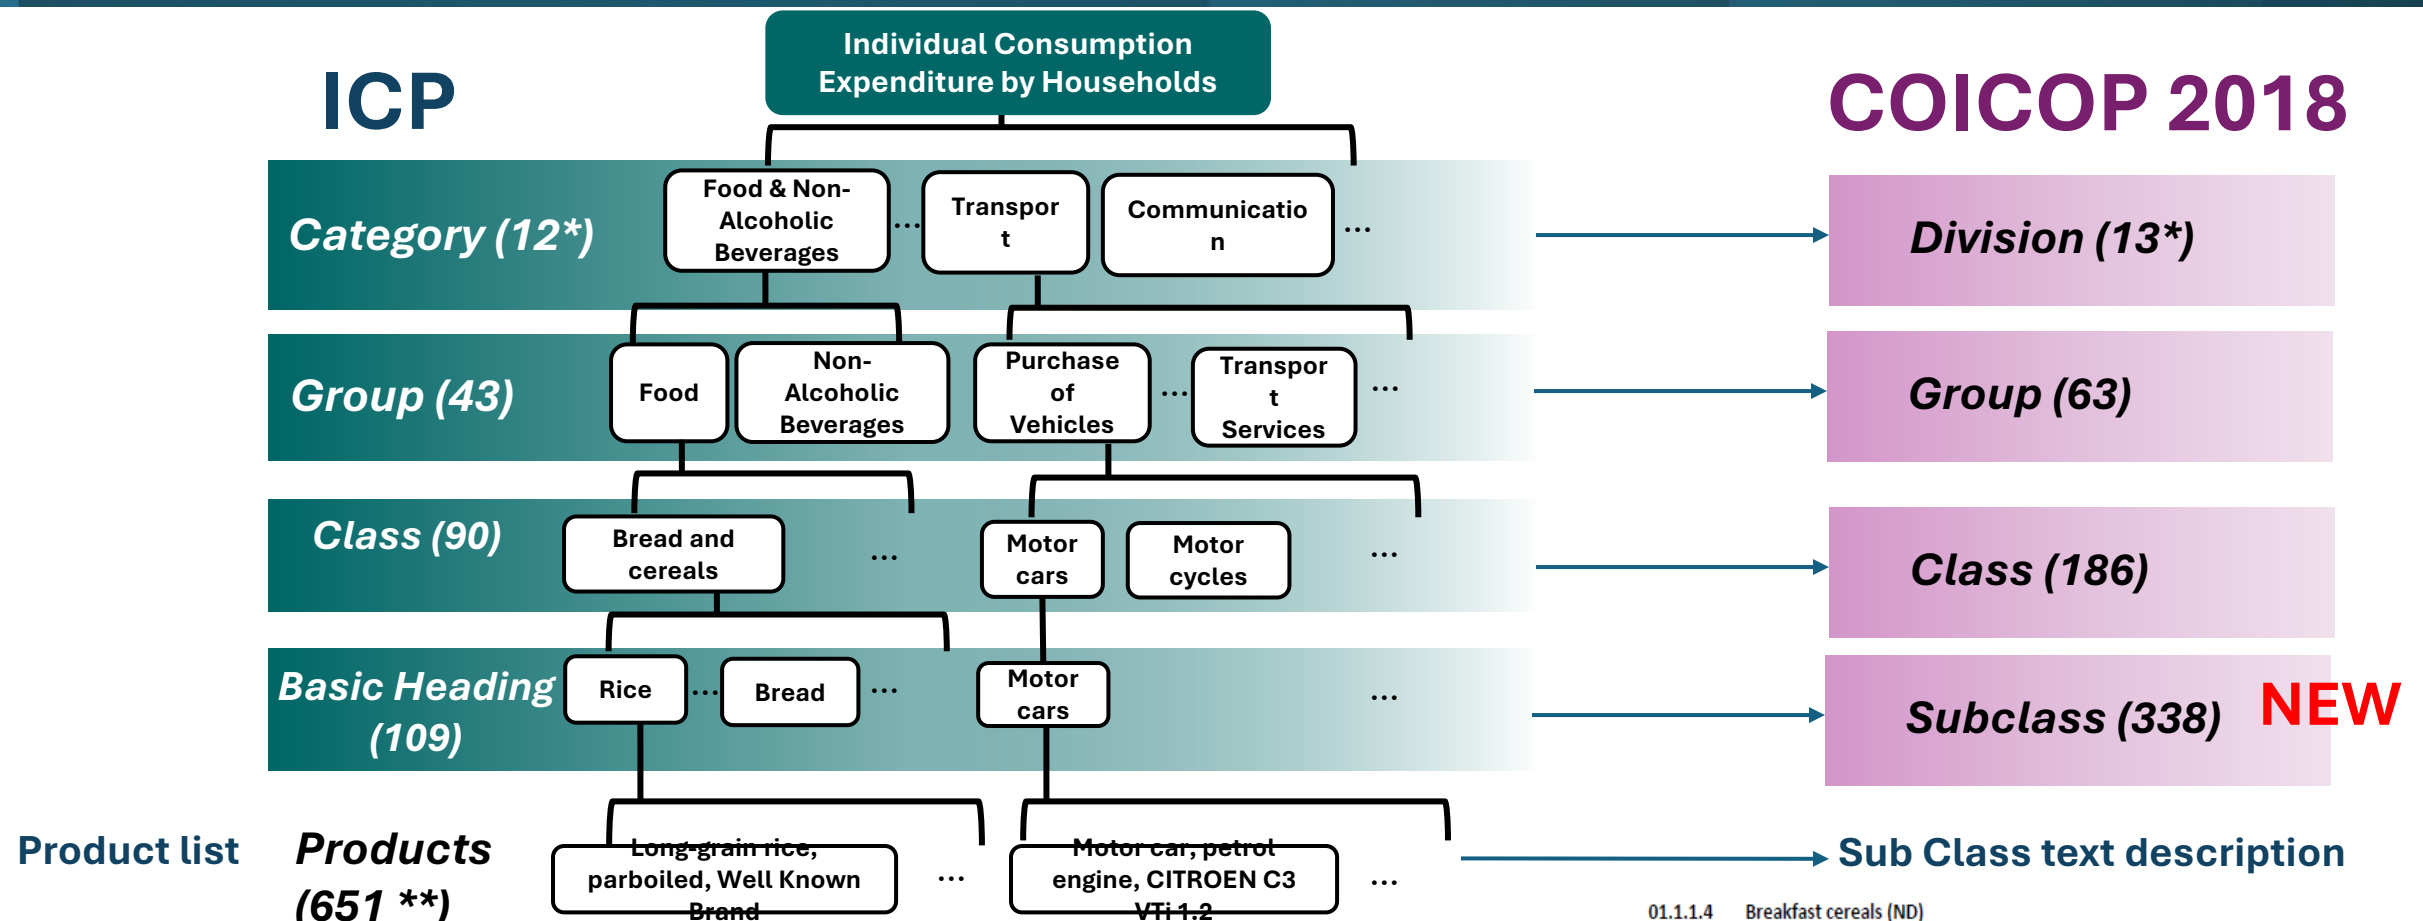 Individual Consumption
Expenditure by Households
ICP
COICOP 2018
Category (12*)
Food & Non-
Alcoholic
Beverages
...
Transpor
t
Communicatio
n
...
Division (13*)
Group (43)
Food
Non-
Alcoholic
Beverages
Purchase
of
Vehicles
...
Transpor
t
Services
...
Group (63)
Class (90)
Bread and
cereals
...
Motor
cars
Motor
cycles
...
Class (186)
Basic Heading
(109)
Rice
...
Bread
...
Motor
cars
...
Subclass (338)
NEW
Product list
Products
(651 **)
Long-grain rice,
parboiled, Well Known
Brand
...
Motor car, petrol
engine, CITROEN C3
VTi 1.2
...
Sub Class text description
01.1.1.4 Breakfast cereals (ND)